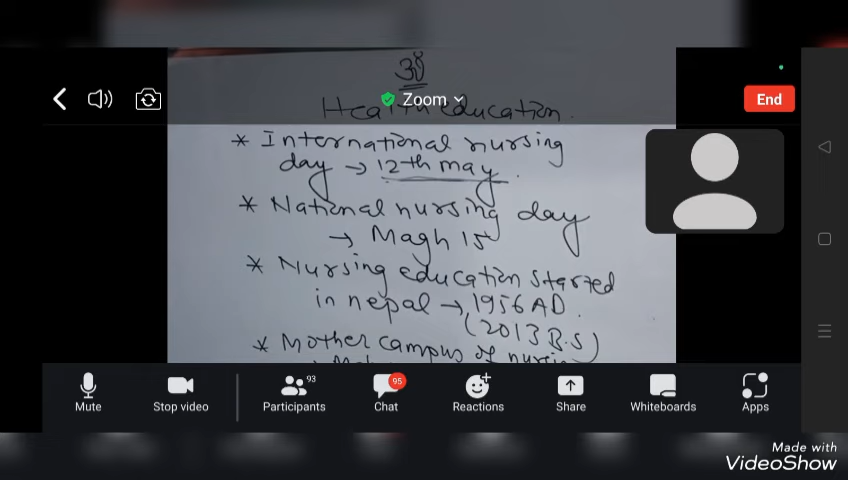 ॐ
Zoom
End
Health education.
* International nursing
day → 12th may.
* National nursing day
→ Magh 15
* Nursing education started
in nepal → 1956 AD.
(2013 B.S)
* Mother campus of
93
95
Mute
Stop video
Participants
Chat
Reactions
Share
Whiteboards
Apps
Made with
VideoShow